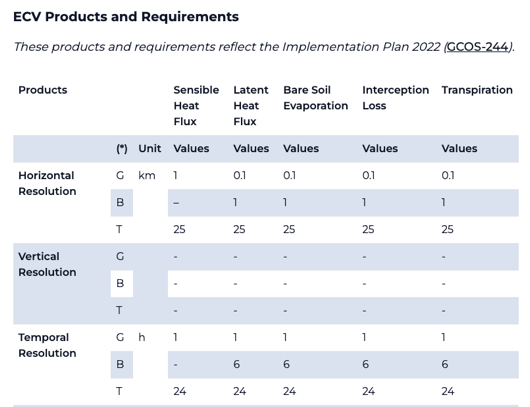 ECV Products and Requirements
These products and requirements reflect the Implementation Plan 2022 (GCOS-244).
Products Sensible Heat Flux Latent Heat Flux Bare Soil Evaporation Interception Loss Transpiration
(*) Unit Values Values Values Values Values
Horizontal Resolution G km 1 0.1 0.1 0.1 0.1
B – 1 1 1 1
T 25 25 25 25 25
Vertical Resolution G - - - - -
B - - - - -
T - - - - -
Temporal Resolution G h 1 1 1 1 1
B - 6 6 6 6
T 24 24 24 24 24